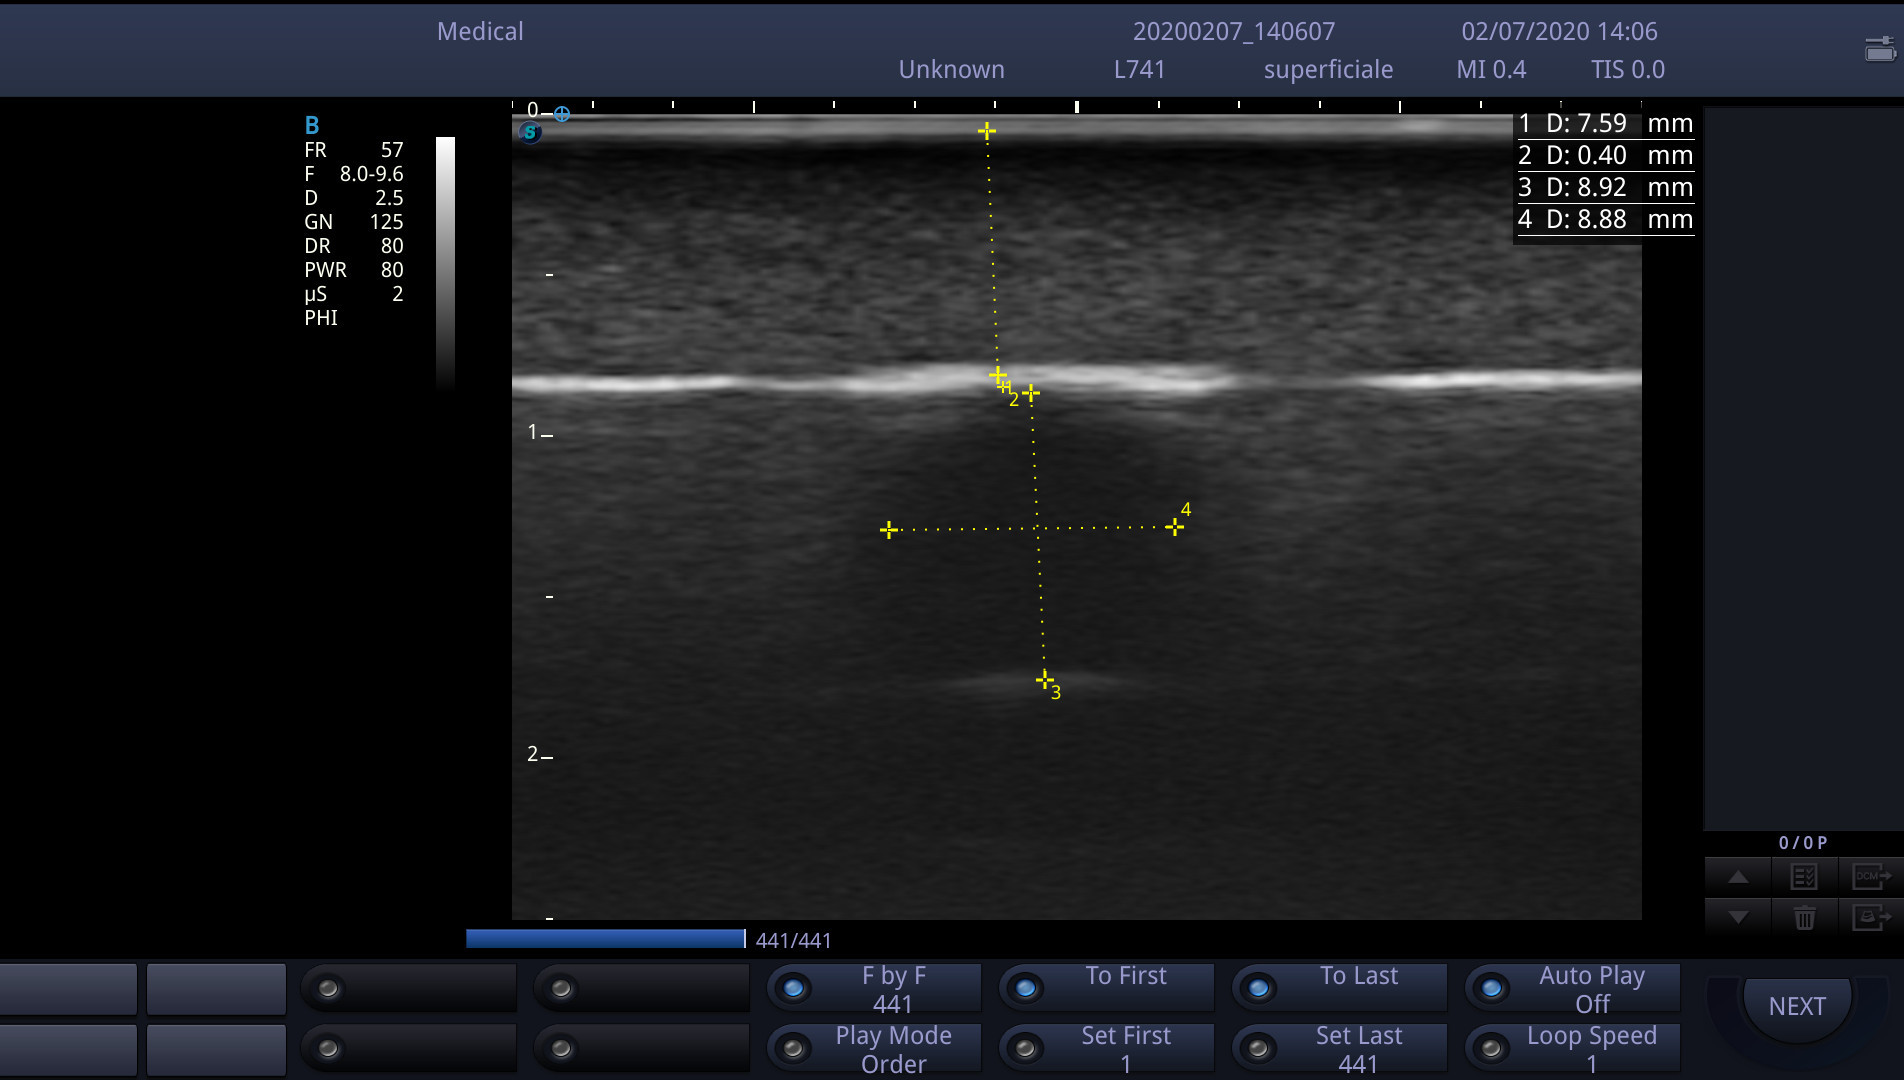 Medical
20200207_140607
02/07/2020 14:06
Unknown
L741
superficiale
MI 0.4
TIS 0.0
B
FR 57
F 8.0-9.6
D 2.5
GN 125
DR 80
PWR 80
µS 2
PHI
0
S
1
2
1 D: 7.59 mm
2 D: 0.40 mm
3 D: 8.92 mm
4 D: 8.88 mm
1
2
4
3
0 / 0 P
DCM
441/441
F by F
441
To First
To Last
Auto Play
Off
NEXT
Play Mode
Order
Set First
1
Set Last
441
Loop Speed
1